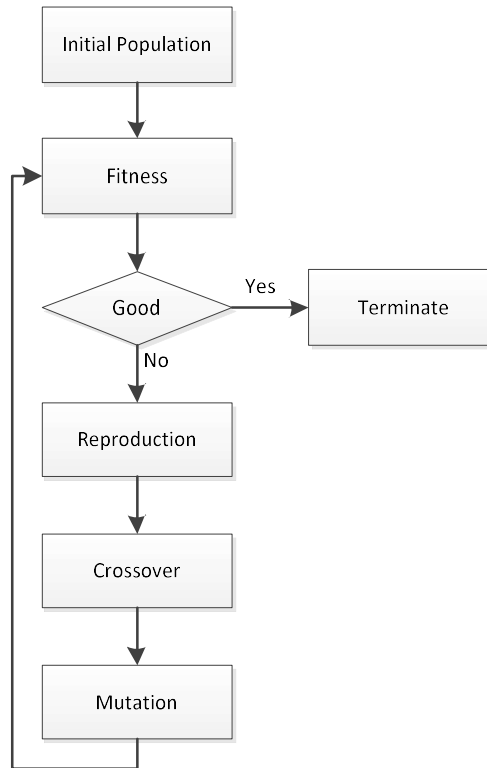 Initial Population
Fitness
Good
Yes
Terminate
No
Reproduction
Crossover
Mutation